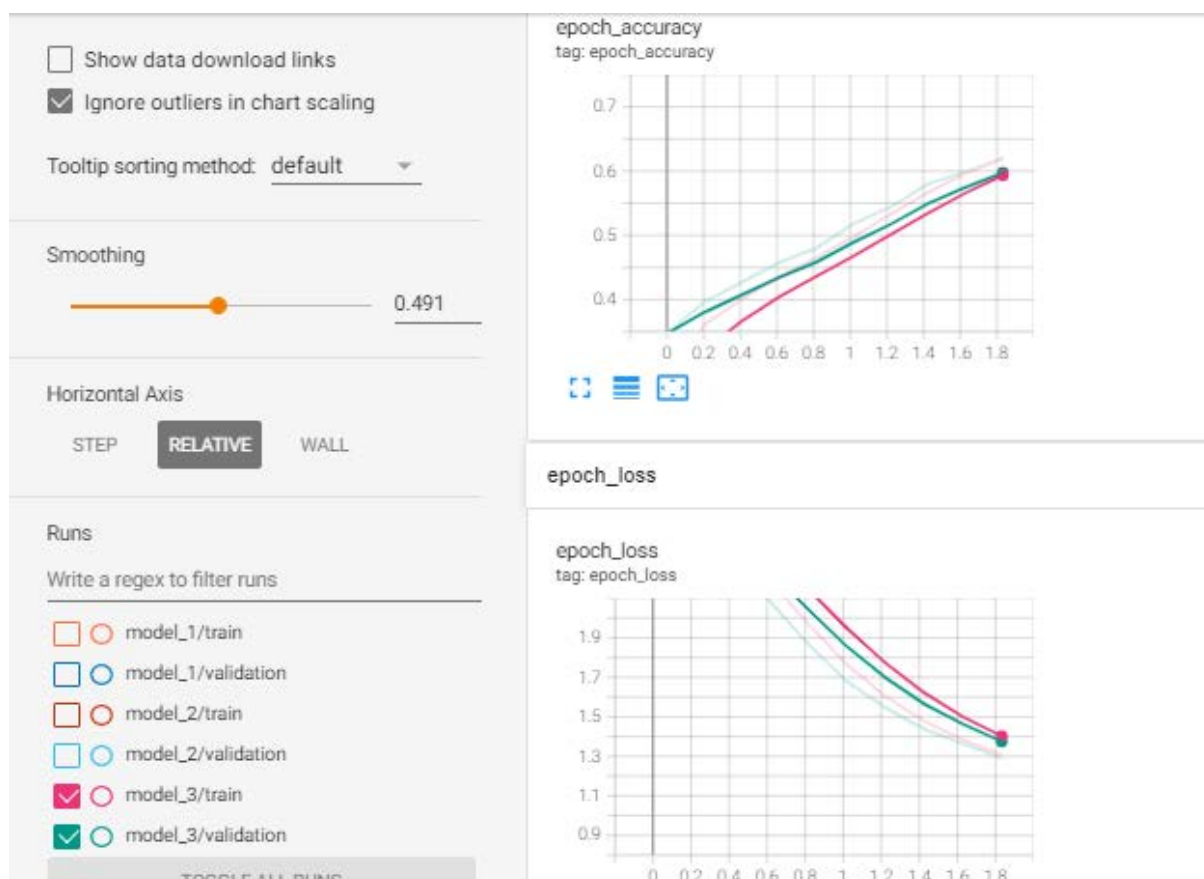 Show data download links
Ignore outliers in chart scaling
Tooltip sorting method: default
Smoothing
0.491
Horizontal Axis
STEP RELATIVE WALL
Runs
Write a regex to filter runs
model_1/train
model_1/validation
model_2/train
model_2/validation
model_3/train
model_3/validation
TOGGLE ALL RUNS
epoch_accuracy
tag: epoch_accuracy
0.7
0.6
0.5
0.4
0 0.2 0.4 0.6 0.8 1 1.2 1.4 1.6 1.8
epoch_loss
epoch_loss
tag: epoch_loss
1.9
1.7
1.5
1.3
1.1
0.9
0 0.2 0.4 0.6 0.8 1 1.2 1.4 1.6 1.8